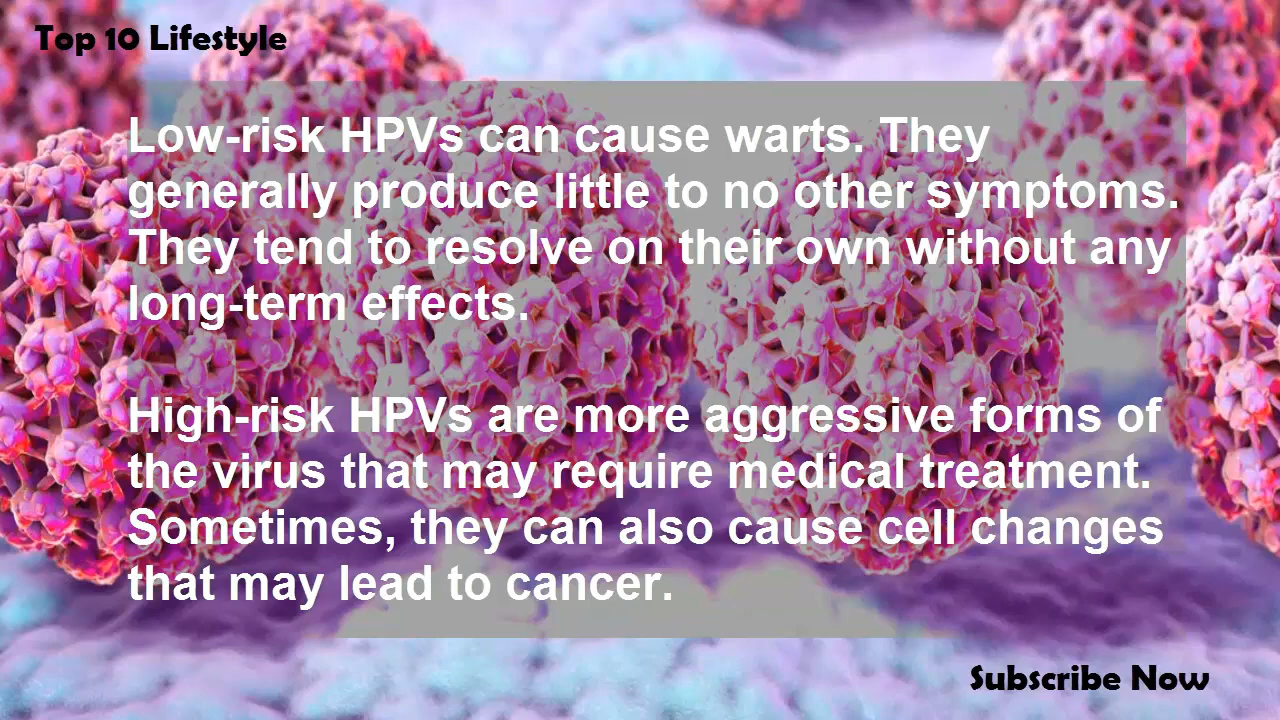 Top 10 Lifestyle
Low-risk HPVs can cause warts. They
generally produce little to no other symptoms.
They tend to resolve on their own without any
long-term effects.
High-risk HPVs are more aggressive forms of
the virus that may require medical treatment.
Sometimes, they can also cause cell changes
that may lead to cancer.
Subscribe Now